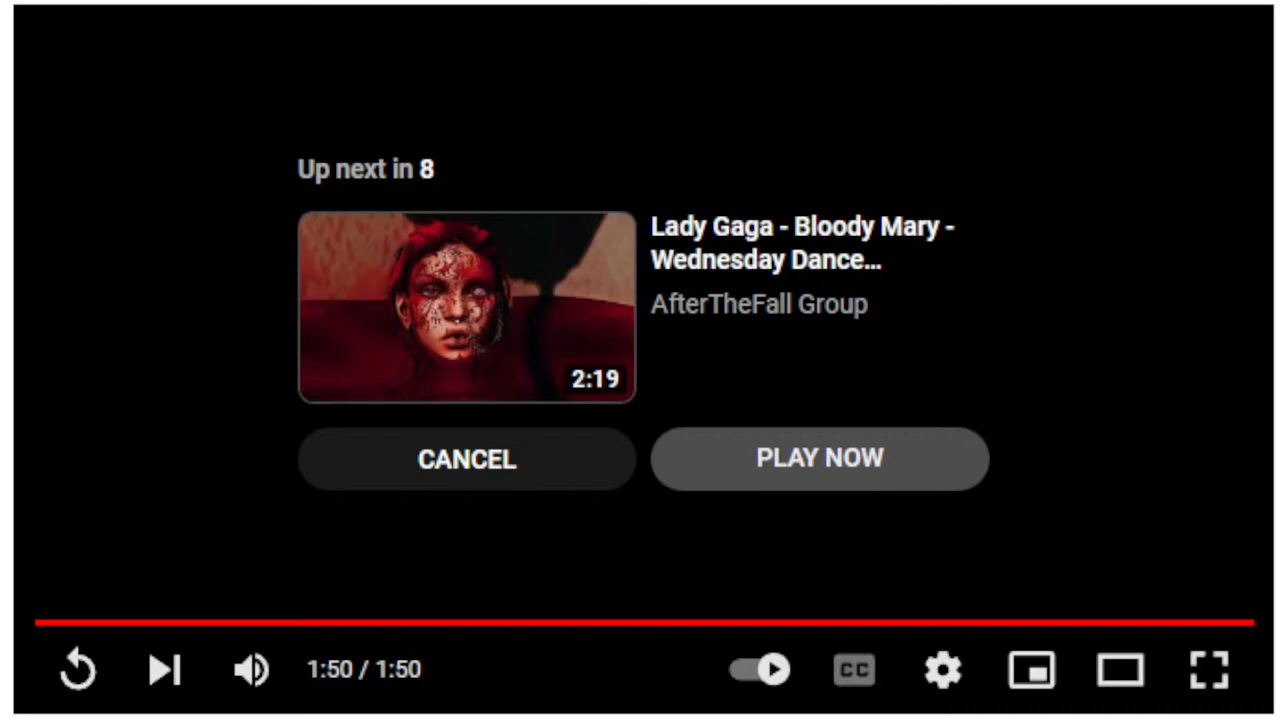 Up next in 8
Lady Gaga - Bloody Mary -
Wednesday Dance...
AfterTheFall Group
2:19
CANCEL
PLAY NOW
1:50 / 1:50
CC